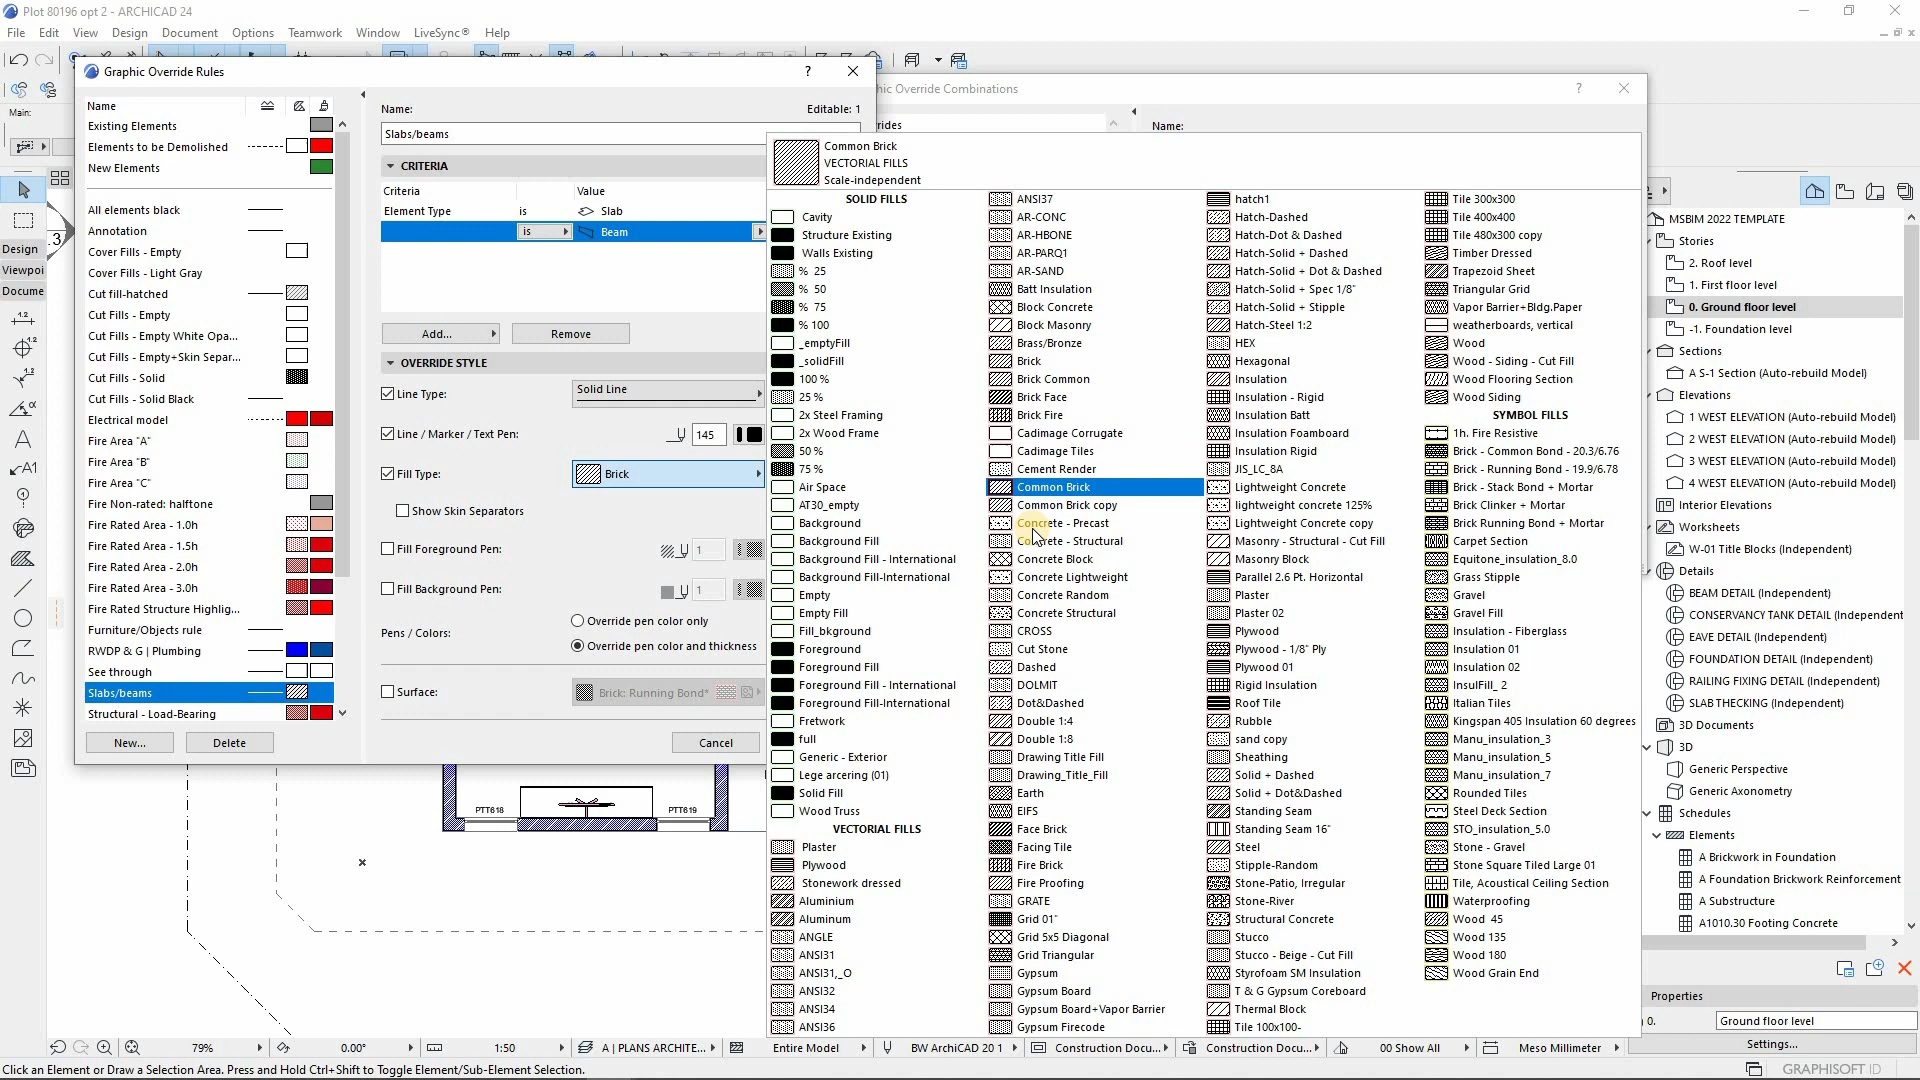 Plot 80196 opt 2 - ARCHICAD 24
File Edit View Design Document Options Teamwork Window LiveSync® Help
Main:
Design
Viewpoi
Docume
Graphic Override Rules
?
Name
Existing Elements
Elements to be Demolished
New Elements
All elements black
Annotation
Cover Fills - Empty
Cover Fills - Light Gray
Cut fill-hatched
Cut Fills - Empty
Cut Fills - Empty White Opa...
Cut Fills - Empty+Skin Separ...
Cut Fills - Solid
Cut Fills - Solid Black
Electrical model
Fire Area "A"
Fire Area "B"
Fire Area "C"
Fire Non-rated: halftone
Fire Rated Area - 1.0h
Fire Rated Area - 1.5h
Fire Rated Area - 2.0h
Fire Rated Area - 3.0h
Fire Rated Structure Highlig...
Furniture/Objects rule
RWDP & G | Plumbing
See through
Slabs/beams
Structural - Load-Bearing
New... Delete
Name: Editable: 1
Slabs/beams
CRITERIA
Criteria Value
Element Type is Slab
is Beam
Add... Remove
OVERRIDE STYLE
Line Type: Solid Line
Line / Marker / Text Pen: 145
Fill Type: Brick
Show Skin Separators
Fill Foreground Pen: 1
Fill Background Pen: 1
Pens / Colors: Override pen color only
Override pen color and thickness
Surface: Brick: Running Bond*
Cancel
hic Override Combinations
?
rides
Name:
Common Brick
VECTORIAL FILLS
Scale-independent
SOLID FILLS
Cavity
Structure Existing
Walls Existing
% 25
% 50
% 75
% 100
_emptyFill
_solidFill
100 %
25 %
2x Steel Framing
2x Wood Frame
50 %
75 %
Air Space
AT30_empty
Background
Background Fill
Background Fill - International
Background Fill-International
Empty
Empty Fill
Fill_bkground
Foreground
Foreground Fill
Foreground Fill - International
Foreground Fill-International
Fretwork
full
Generic - Exterior
Lege arcering (01)
Solid Fill
Wood Truss
VECTORIAL FILLS
Plaster
Plywood
Stonework dressed
Aluminium
Aluminum
ANGLE
ANSI31
ANSI31,_O
ANSI32
ANSI34
ANSI36
ANSI37
AR-CONC
AR-HBONE
AR-PARQ1
AR-SAND
Batt Insulation
Block Concrete
Block Masonry
Brass/Bronze
Brick
Brick Common
Brick Face
Brick Fire
Cadimage Corrugate
Cadimage Tiles
Cement Render
Common Brick
Common Brick copy
Concrete - Precast
Concrete - Structural
Concrete Block
Concrete Lightweight
Concrete Random
Concrete Structural
CROSS
Cut Stone
Dashed
DOLMIT
Dot&Dashed
Double 1:4
Double 1:8
Drawing Title Fill
Drawing_Title_Fill
Earth
EIFS
Face Brick
Facing Tile
Fire Brick
Fire Proofing
GRATE
Grid 01"
Grid 5x5 Diagonal
Grid Triangular
Gypsum
Gypsum Board
Gypsum Board+Vapor Barrier
Gypsum Firecode
hatch1
Hatch-Dashed
Hatch-Dot & Dashed
Hatch-Solid + Dashed
Hatch-Solid + Dot & Dashed
Hatch-Solid + Spec 1/8"
Hatch-Solid + Stipple
Hatch-Steel 1:2
HEX
Hexagonal
Insulation
Insulation - Rigid
Insulation Batt
Insulation Foamboard
Insulation Rigid
JIS_LC_8A
Lightweight Concrete
lightweight concrete 125%
Lightweight Concrete copy
Masonry - Structural - Cut Fill
Masonry Block
Parallel 2.6 Pt. Horizontal
Plaster
Plaster 02
Plywood
Plywood - 1/8" Ply
Plywood 01
Rigid Insulation
Roof Tile
Rubble
sand copy
Sheathing
Solid + Dashed
Solid + Dot&Dashed
Standing Seam
Standing Seam 16"
Steel
Stipple-Random
Stone-Patio, Irregular
Stone-River
Structural Concrete
Stucco
Stucco - Beige - Cut Fill
Styrofoam SM Insulation
T & G Gypsum Coreboard
Thermal Block
Tile 100x100-
Tile 300x300
Tile 400x400
Tile 480x300 copy
Timber Dressed
Trapezoid Sheet
Triangular Grid
Vapor Barrier+Bldg.Paper
weatherboards, vertical
Wood
Wood - Siding - Cut Fill
Wood Flooring Section
Wood Siding
SYMBOL FILLS
1h. Fire Resistive
Brick - Common Bond - 20.3/6.76
Brick - Running Bond - 19.9/6.78
Brick - Stack Bond + Mortar
Brick Clinker + Mortar
Brick Running Bond + Mortar
Carpet Section
Equitone_insulation_8.0
Grass Stipple
Gravel
Gravel Fill
Insulation - Fiberglass
Insulation 01
Insulation 02
InsulFill_ 2
Italian Tiles
Kingspan 405 Insulation 60 degrees
Manu_insulation_3
Manu_insulation_5
Manu_insulation_7
Rounded Tiles
Steel Deck Section
STO_insulation_5.0
Stone - Gravel
Stone Square Tiled Large 01
Tile, Acoustical Ceiling Section
Waterproofing
Wood 45
Wood 135
Wood 180
Wood Grain End
MSBIM 2022 TEMPLATE
Stories
2. Roof level
1. First floor level
0. Ground floor level
-1. Foundation level
Sections
A S-1 Section (Auto-rebuild Model)
Elevations
1 WEST ELEVATION (Auto-rebuild Model)
2 WEST ELEVATION (Auto-rebuild Model)
3 WEST ELEVATION (Auto-rebuild Model)
4 WEST ELEVATION (Auto-rebuild Model)
Interior Elevations
Worksheets
W-01 Title Blocks (Independent)
Details
BEAM DETAIL (Independent)
CONSERVANCY TANK DETAIL (Independent
EAVE DETAIL (Independent)
FOUNDATION DETAIL (Independent)
RAILING FIXING DETAIL (Independent)
SLAB THECKING (Independent)
3D Documents
3D
Generic Perspective
Generic Axonometry
Schedules
Elements
A Brickwork in Foundation
A Foundation Brickwork Reinforcement
A Substructure
A1010.30 Footing Concrete
Properties
0. Ground floor level
Settings...
PTT618 PTT619
79% 0.00° 1:50 A | PLANS ARCHITE... Entire Model BW ArchiCAD 20 1 Construction Docu... Construction Docu... 00 Show All Meso Millimeter
Click an Element or Draw a Selection Area. Press and Hold Ctrl+Shift to Toggle Element/Sub-Element Selection.
GRAPHISOFT ID